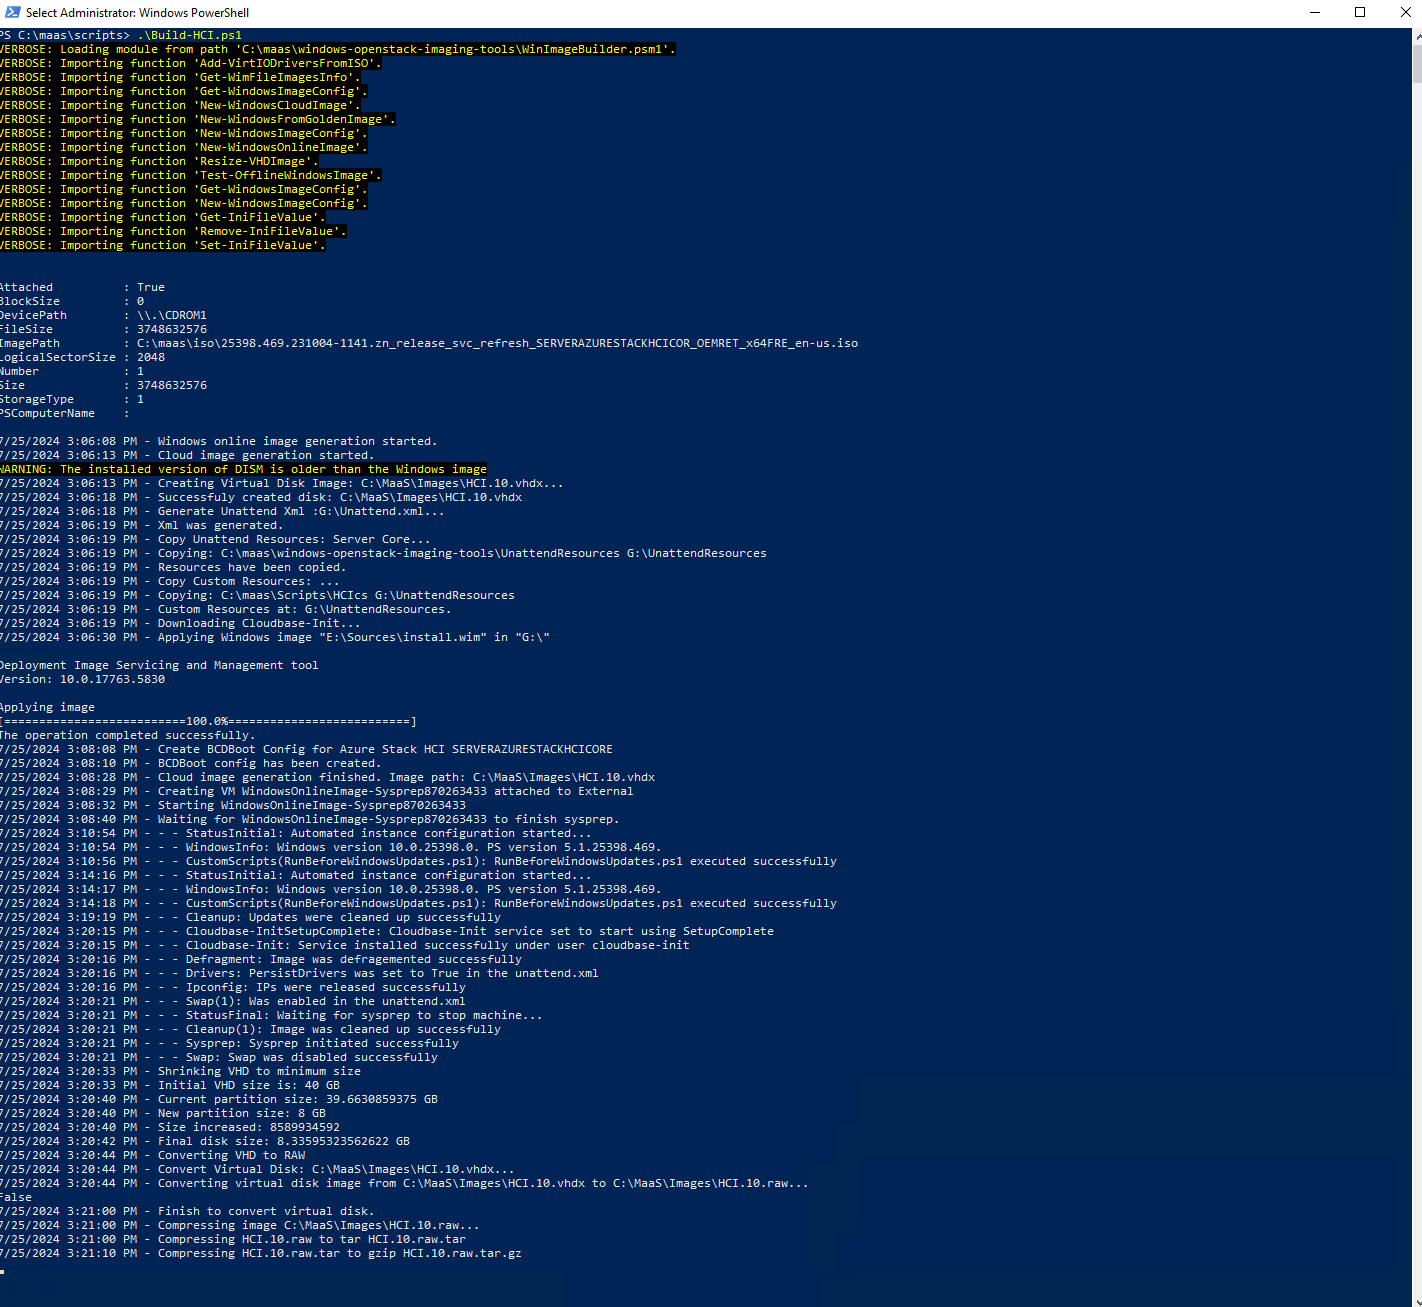 Select Administrator: Windows PowerShell
PS C:\maas\scripts> .\Build-HCI.ps1
VERBOSE: Loading module from path 'C:\maas\windows-openstack-imaging-tools\WinImageBuilder.psm1'.
VERBOSE: Importing function 'Add-VirtIODriversFromISO'.
VERBOSE: Importing function 'Get-WimFileImagesInfo'.
VERBOSE: Importing function 'Get-WindowsImageConfig'.
VERBOSE: Importing function 'New-WindowsCloudImage'.
VERBOSE: Importing function 'New-WindowsFromGoldenImage'.
VERBOSE: Importing function 'New-WindowsImageConfig'.
VERBOSE: Importing function 'New-WindowsOnlineImage'.
VERBOSE: Importing function 'Resize-VHDImage'.
VERBOSE: Importing function 'Test-OfflineWindowsImage'.
VERBOSE: Importing function 'Get-WindowsImageConfig'.
VERBOSE: Importing function 'New-WindowsImageConfig'.
VERBOSE: Importing function 'Get-IniFileValue'.
VERBOSE: Importing function 'Remove-IniFileValue'.
VERBOSE: Importing function 'Set-IniFileValue'.
Attached          : True
BlockSize         : 0
DevicePath        : \\.\CDROM1
FileSize          : 3748632576
ImagePath         : C:\maas\iso\25398.469.231004-1141.zn_release_svc_refresh_SERVERAZURESTACKHCICOR_OEMRET_x64FRE_en-us.iso
LogicalSectorSize : 2048
Number            : 1
Size              : 3748632576
StorageType       : 1
PSComputerName    :
7/25/2024 3:06:08 PM - Windows online image generation started.
7/25/2024 3:06:13 PM - Cloud image generation started.
WARNING: The installed version of DISM is older than the Windows image
7/25/2024 3:06:13 PM - Creating Virtual Disk Image: C:\MaaS\Images\HCI.10.vhdx...
7/25/2024 3:06:18 PM - Successfuly created disk: C:\MaaS\Images\HCI.10.vhdx
7/25/2024 3:06:18 PM - Generate Unattend Xml :G:\Unattend.xml...
7/25/2024 3:06:19 PM - Xml was generated.
7/25/2024 3:06:19 PM - Copy Unattend Resources: Server Core...
7/25/2024 3:06:19 PM - Copying: C:\maas\windows-openstack-imaging-tools\UnattendResources G:\UnattendResources
7/25/2024 3:06:19 PM - Resources have been copied.
7/25/2024 3:06:19 PM - Copy Custom Resources: ...
7/25/2024 3:06:19 PM - Copying: C:\maas\Scripts\HCIcs G:\UnattendResources
7/25/2024 3:06:19 PM - Custom Resources at: G:\UnattendResources.
7/25/2024 3:06:19 PM - Downloading Cloudbase-Init...
7/25/2024 3:06:30 PM - Applying Windows image "E:\Sources\install.wim" in "G:\"
Deployment Image Servicing and Management tool
Version: 10.0.17763.5830
Applying image
[==========================100.0%==========================]
The operation completed successfully.
7/25/2024 3:08:08 PM - Create BCDBoot Config for Azure Stack HCI SERVERAZURESTACKHCICORE
7/25/2024 3:08:10 PM - BCDBoot config has been created.
7/25/2024 3:08:28 PM - Cloud image generation finished. Image path: C:\MaaS\Images\HCI.10.vhdx
7/25/2024 3:08:29 PM - Creating VM WindowsOnlineImage-Sysprep870263433 attached to External
7/25/2024 3:08:32 PM - Starting WindowsOnlineImage-Sysprep870263433
7/25/2024 3:08:40 PM - Waiting for WindowsOnlineImage-Sysprep870263433 to finish sysprep.
7/25/2024 3:10:54 PM - - - StatusInitial: Automated instance configuration started...
7/25/2024 3:10:54 PM - - - WindowsInfo: Windows version 10.0.25398.0. PS version 5.1.25398.469.
7/25/2024 3:10:56 PM - - - CustomScripts(RunBeforeWindowsUpdates.ps1): RunBeforeWindowsUpdates.ps1 executed successfully
7/25/2024 3:14:16 PM - - - StatusInitial: Automated instance configuration started...
7/25/2024 3:14:17 PM - - - WindowsInfo: Windows version 10.0.25398.0. PS version 5.1.25398.469.
7/25/2024 3:14:18 PM - - - CustomScripts(RunBeforeWindowsUpdates.ps1): RunBeforeWindowsUpdates.ps1 executed successfully
7/25/2024 3:19:19 PM - - - Cleanup: Updates were cleaned up successfully
7/25/2024 3:20:15 PM - - - Cloudbase-InitSetupComplete: Cloudbase-Init service set to start using SetupComplete
7/25/2024 3:20:15 PM - - - Cloudbase-Init: Service installed successfully under user cloudbase-init
7/25/2024 3:20:16 PM - - - Defragment: Image was defragemented successfully
7/25/2024 3:20:16 PM - - - Drivers: PersistDrivers was set to True in the unattend.xml
7/25/2024 3:20:16 PM - - - Ipconfig: IPs were released successfully
7/25/2024 3:20:21 PM - - - Swap(1): Was enabled in the unattend.xml
7/25/2024 3:20:21 PM - - - StatusFinal: Waiting for sysprep to stop machine...
7/25/2024 3:20:21 PM - - - Cleanup(1): Image was cleaned up successfully
7/25/2024 3:20:21 PM - - - Sysprep: Sysprep initiated successfully
7/25/2024 3:20:21 PM - - - Swap: Swap was disabled successfully
7/25/2024 3:20:33 PM - Shrinking VHD to minimum size
7/25/2024 3:20:33 PM - Initial VHD size is: 40 GB
7/25/2024 3:20:40 PM - Current partition size: 39.6630859375 GB
7/25/2024 3:20:40 PM - New partition size: 8 GB
7/25/2024 3:20:40 PM - Size increased: 8589934592
7/25/2024 3:20:42 PM - Final disk size: 8.33595323562622 GB
7/25/2024 3:20:44 PM - Converting VHD to RAW
7/25/2024 3:20:44 PM - Convert Virtual Disk: C:\MaaS\Images\HCI.10.vhdx...
7/25/2024 3:20:44 PM - Converting virtual disk image from C:\MaaS\Images\HCI.10.vhdx to C:\MaaS\Images\HCI.10.raw...
False
7/25/2024 3:21:00 PM - Finish to convert virtual disk.
7/25/2024 3:21:00 PM - Compressing image C:\MaaS\Images\HCI.10.raw...
7/25/2024 3:21:00 PM - Compressing HCI.10.raw to tar HCI.10.raw.tar
7/25/2024 3:21:10 PM - Compressing HCI.10.raw.tar to gzip HCI.10.raw.tar.gz